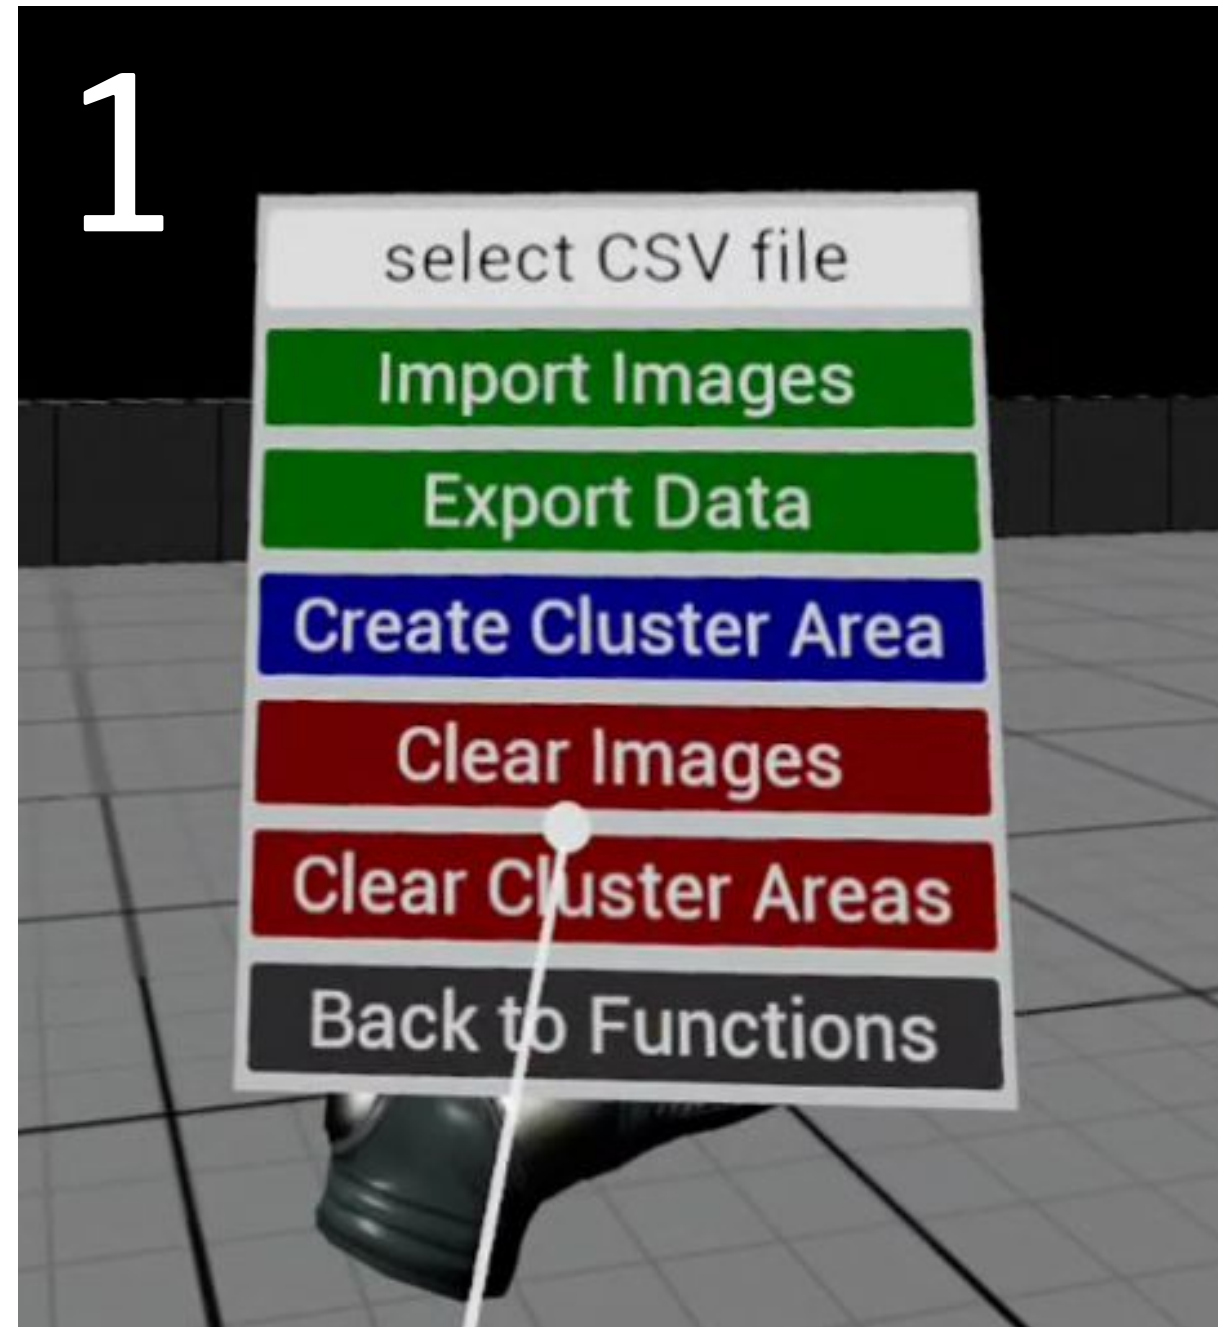 1
select CSV file
Import Images
Export Data
Create Cluster Area
Clear Images
Clear Cluster Areas
Back to Functions